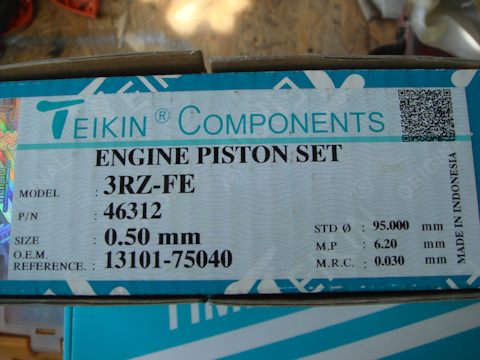 TEIKIN ® COMPONENTS
ENGINE PISTON SET
MODEL : 3RZ-FE
P/N : 46312
SIZE : 0.50 mm
O.E.M. REFERENCE. : 13101-75040
STD Ø : 95.000 mm
M.P : 6.20 mm
M.R.C. : 0.030 mm
MADE IN INDONESIA